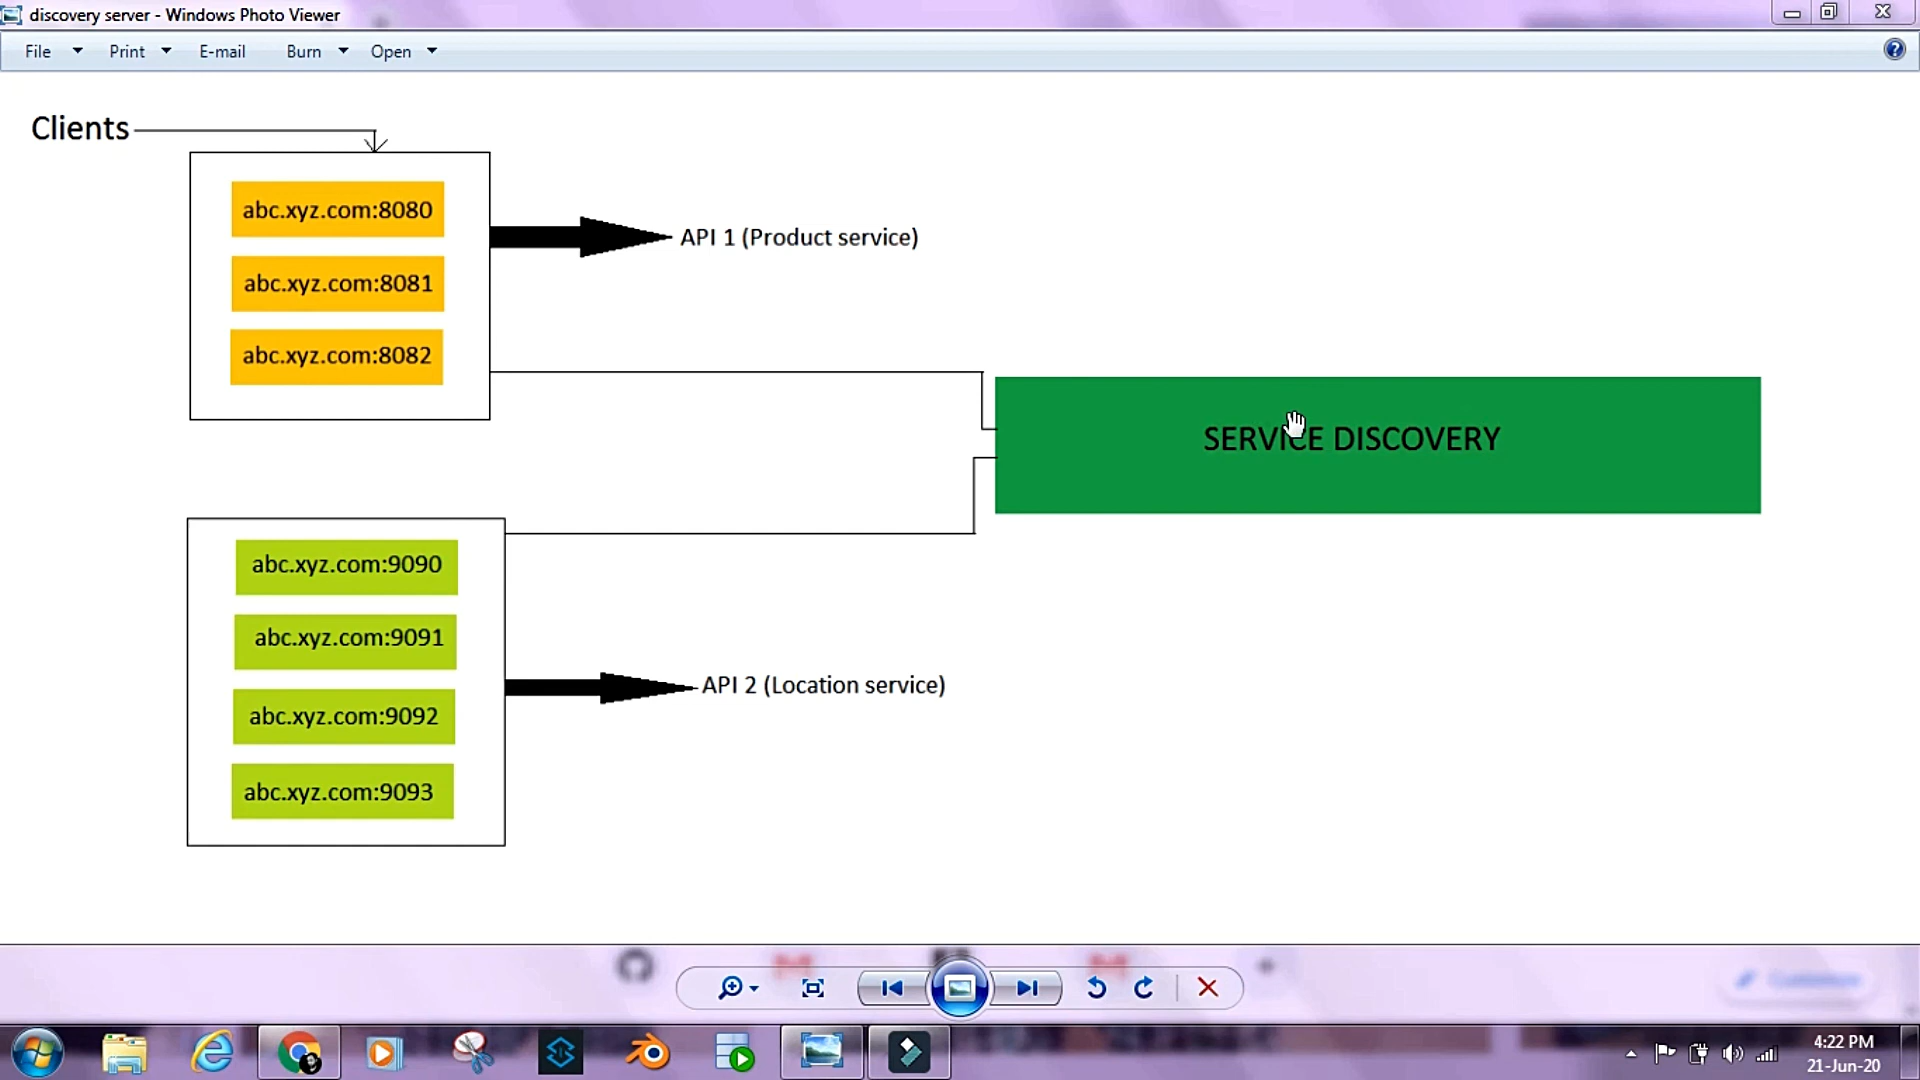 discovery server - Windows Photo Viewer
File Print E-mail Burn Open
Clients
abc.xyz.com:8080
abc.xyz.com:8081
abc.xyz.com:8082
API 1 (Product service)
SERVICE DISCOVERY
abc.xyz.com:9090
abc.xyz.com:9091
abc.xyz.com:9092
abc.xyz.com:9093
API 2 (Location service)
4:22 PM
21-Jun-20